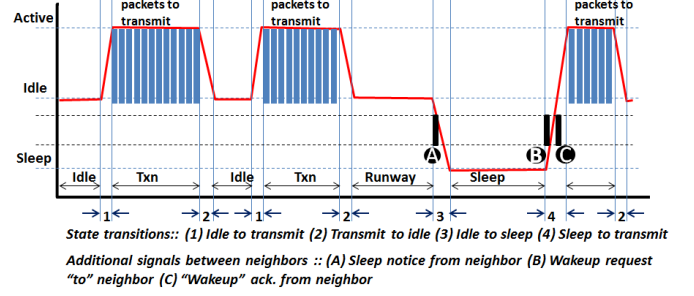 packets to
transmit
packets to
transmit
packets to
transmit
Active
Idle
Sleep
A
B
C
Idle
Txn
Idle
Txn
Runway
Sleep
1
2
1
2
3
4
2
State transitions:: (1) Idle to transmit (2) Transmit to idle (3) Idle to sleep (4) Sleep to transmit
Additional signals between neighbors :: (A) Sleep notice from neighbor (B) Wakeup request
“to” neighbor (C) “Wakeup” ack. from neighbor